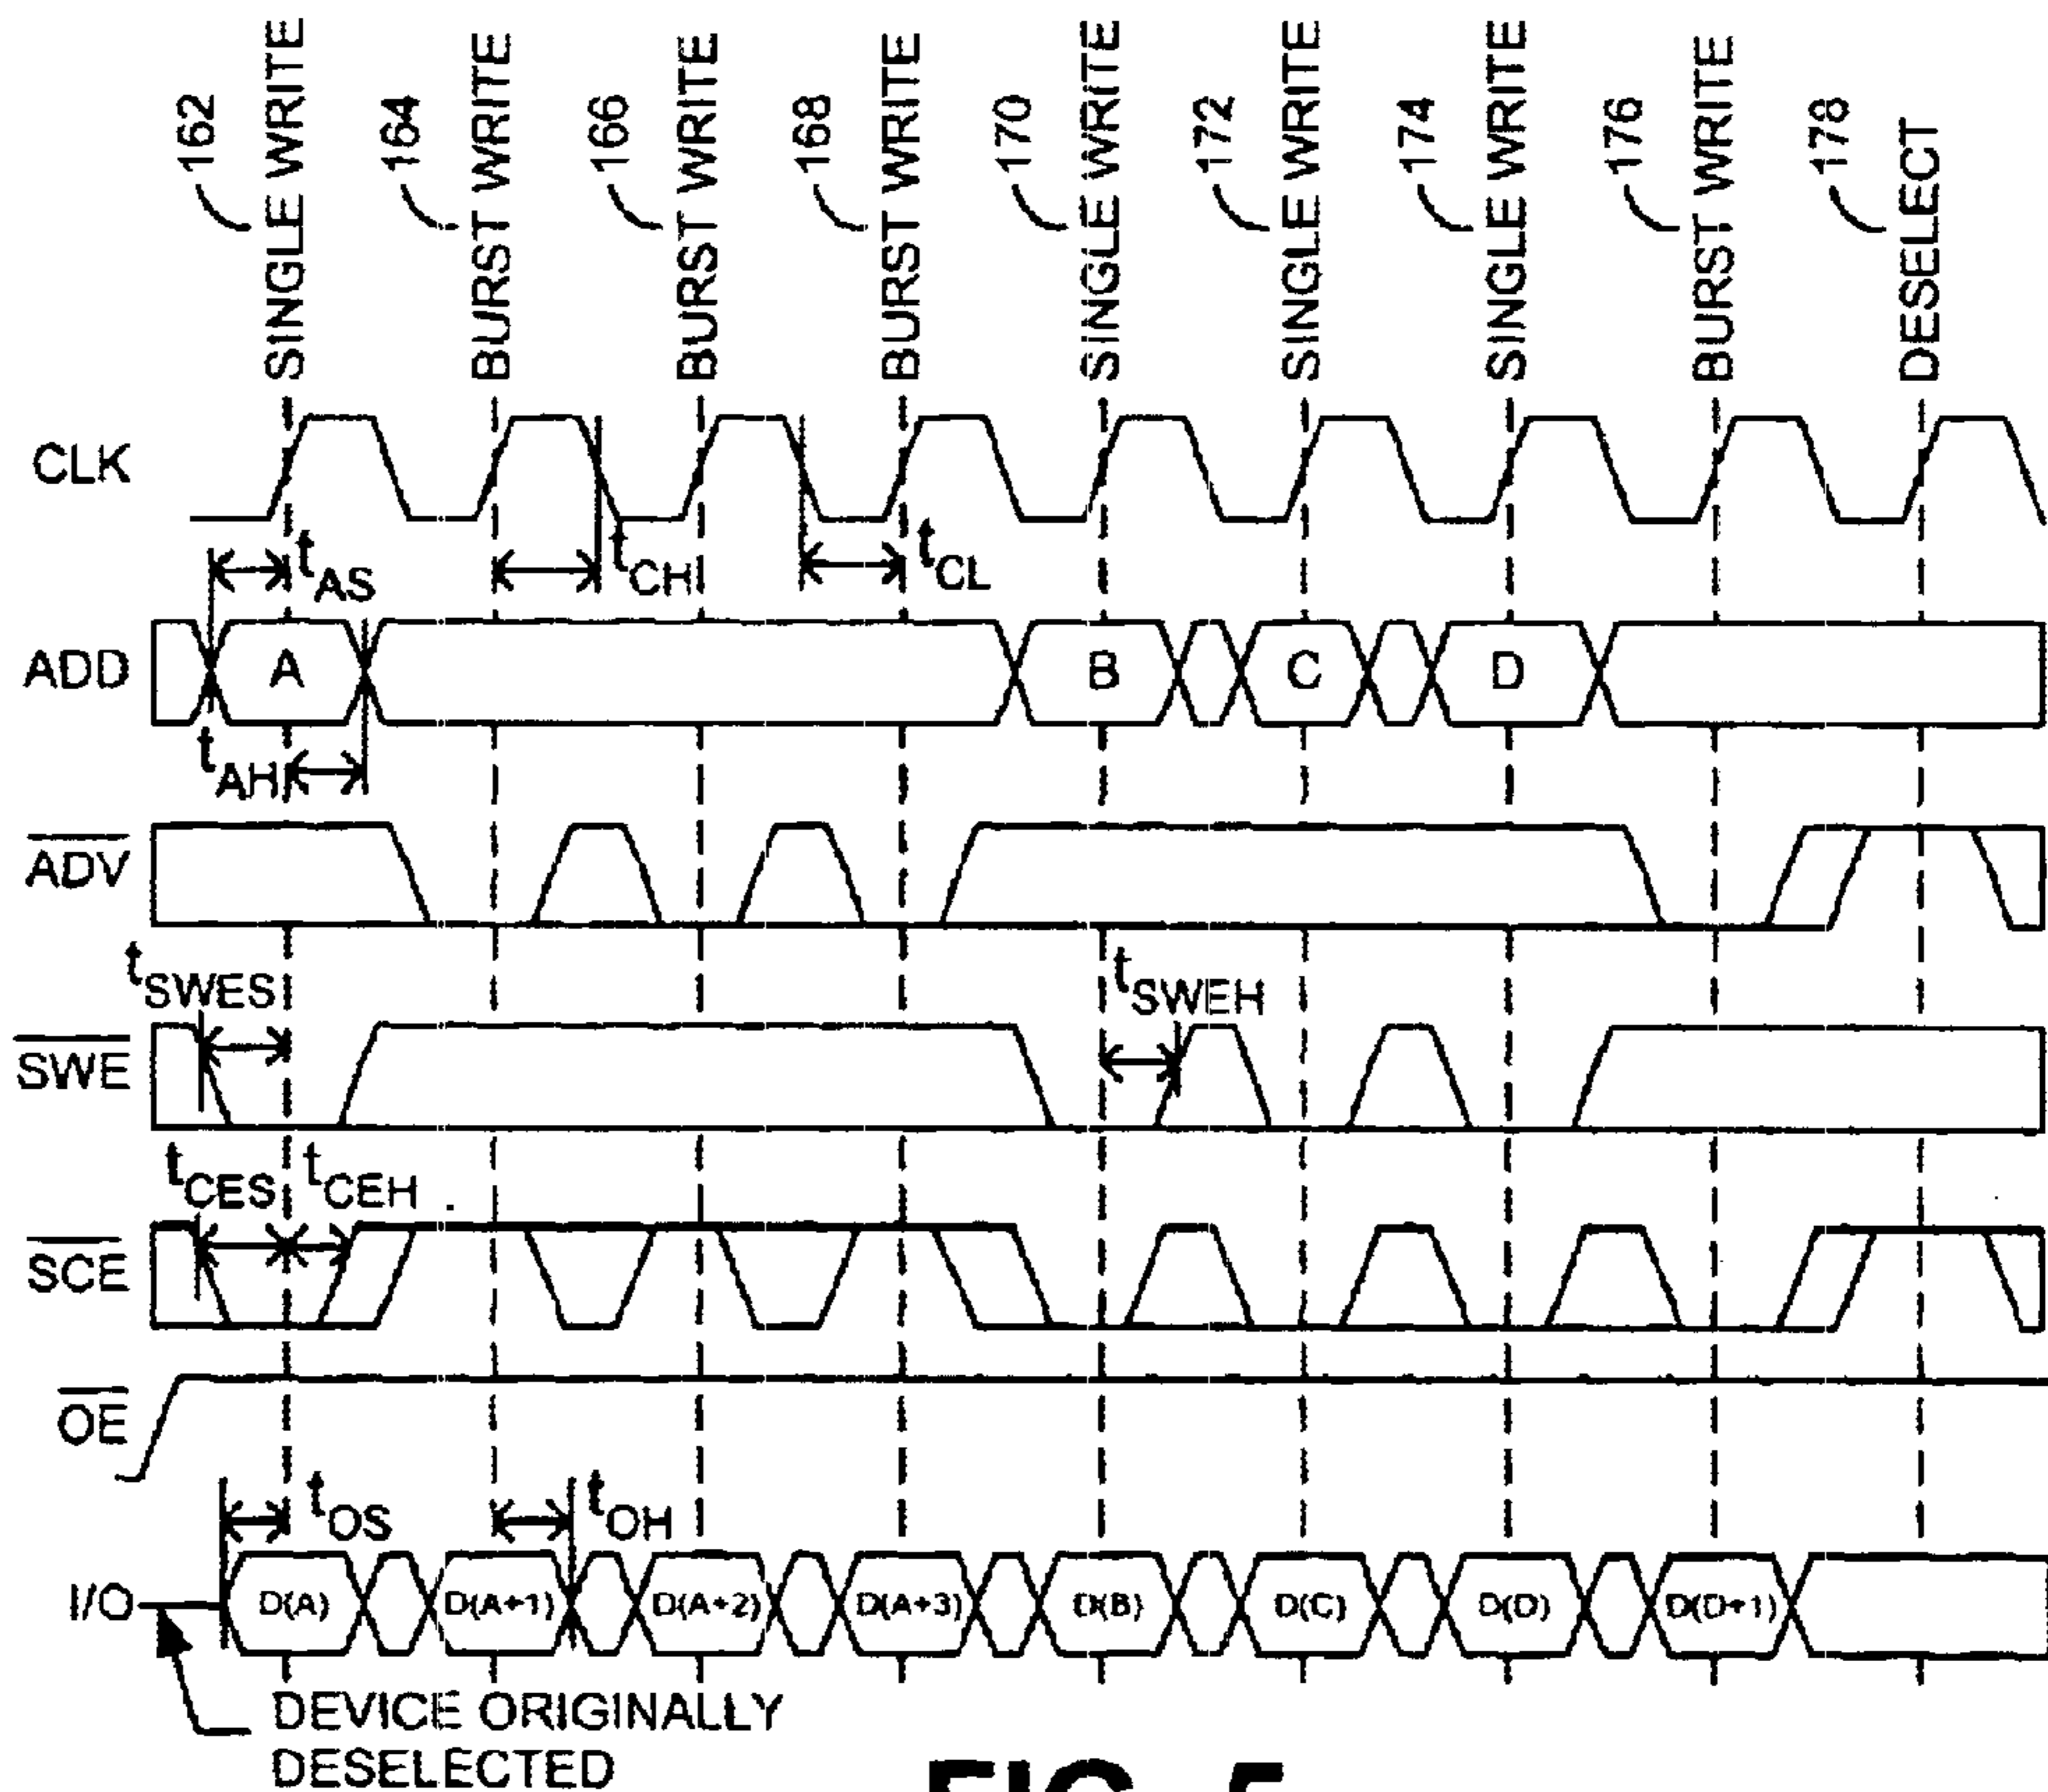 162 SINGLE WRITE
164 BURST WRITE
166 BURST WRITE
168 BURST WRITE
170 SINGLE WRITE
172 SINGLE WRITE
174 SINGLE WRITE
176 BURST WRITE
178 DESELECT
CLK
tAS tCH tCL
ADD A B C D
tAH
ADV
tSWES tSWEH
SWE
tCES tCEH
SCE
OE
tOS tOH
I/O D(A) D(A+1) D(A+2) D(A+3) D(B) D(C) D(D) D(D+1)
DEVICE ORIGINALLY
DESELECTED
FIG. 5